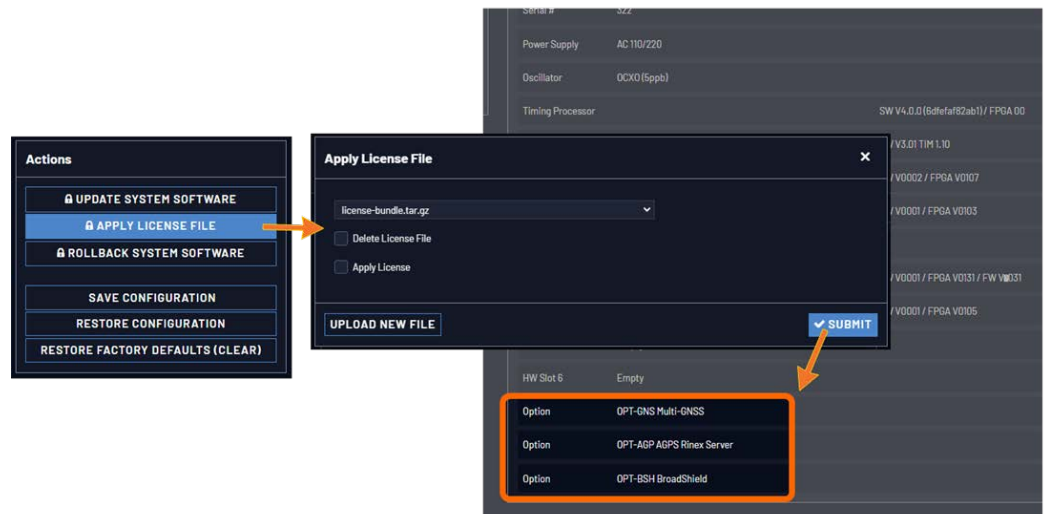 Actions
UPDATE SYSTEM SOFTWARE
APPLY LICENSE FILE
ROLLBACK SYSTEM SOFTWARE
SAVE CONFIGURATION
RESTORE CONFIGURATION
RESTORE FACTORY DEFAULTS (CLEAR)
Apply License File
license-bundle.tar.gz
Delete License File
Apply License
UPLOAD NEW FILE
SUBMIT
Serial # 322
Power Supply AC 110/220
Oscillator OCXO (5ppb)
Timing Processor SW V4.0.0 (6dfefaf82ab1) / FPGA 00
/ V3.01 TIM 1.10
/ V0002 / FPGA V0107
/ V0001 / FPGA V0103
/ V0001 / FPGA V0131 / FW
/ V0001 / FPGA V0105
HW Slot 6 Empty
Option OPT-GNS Multi-GNSS
Option OPT-AGP AGPS Rinex Server
Option OPT-BSH BroadShield